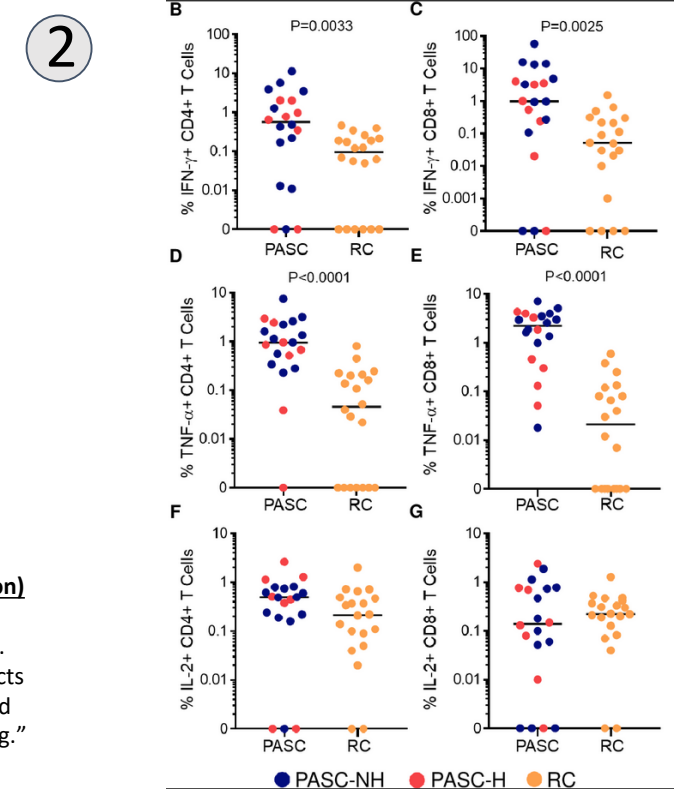 2
B
P=0.0033
% IFN-γ+ CD4+ T Cells
100
10
1
0.1
0.01
0
PASC
RC
C
P=0.0025
% IFN-γ+ CD8+ T Cells
100
10
1
0.1
0.01
0.001
0
PASC
RC
D
P<0.0001
% TNF-α+ CD4+ T Cells
10
1
0.1
0.01
0
PASC
RC
E
P<0.0001
% TNF-α+ CD8+ T Cells
10
1
0.1
0.01
0
PASC
RC
F
% IL-2+ CD4+ T Cells
10
1
0.1
0.01
0
PASC
RC
G
% IL-2+ CD8+ T Cells
10
1
0.1
0.01
0
PASC
RC
PASC-NH
PASC-H
RC
on)
.
cts
d
g.”